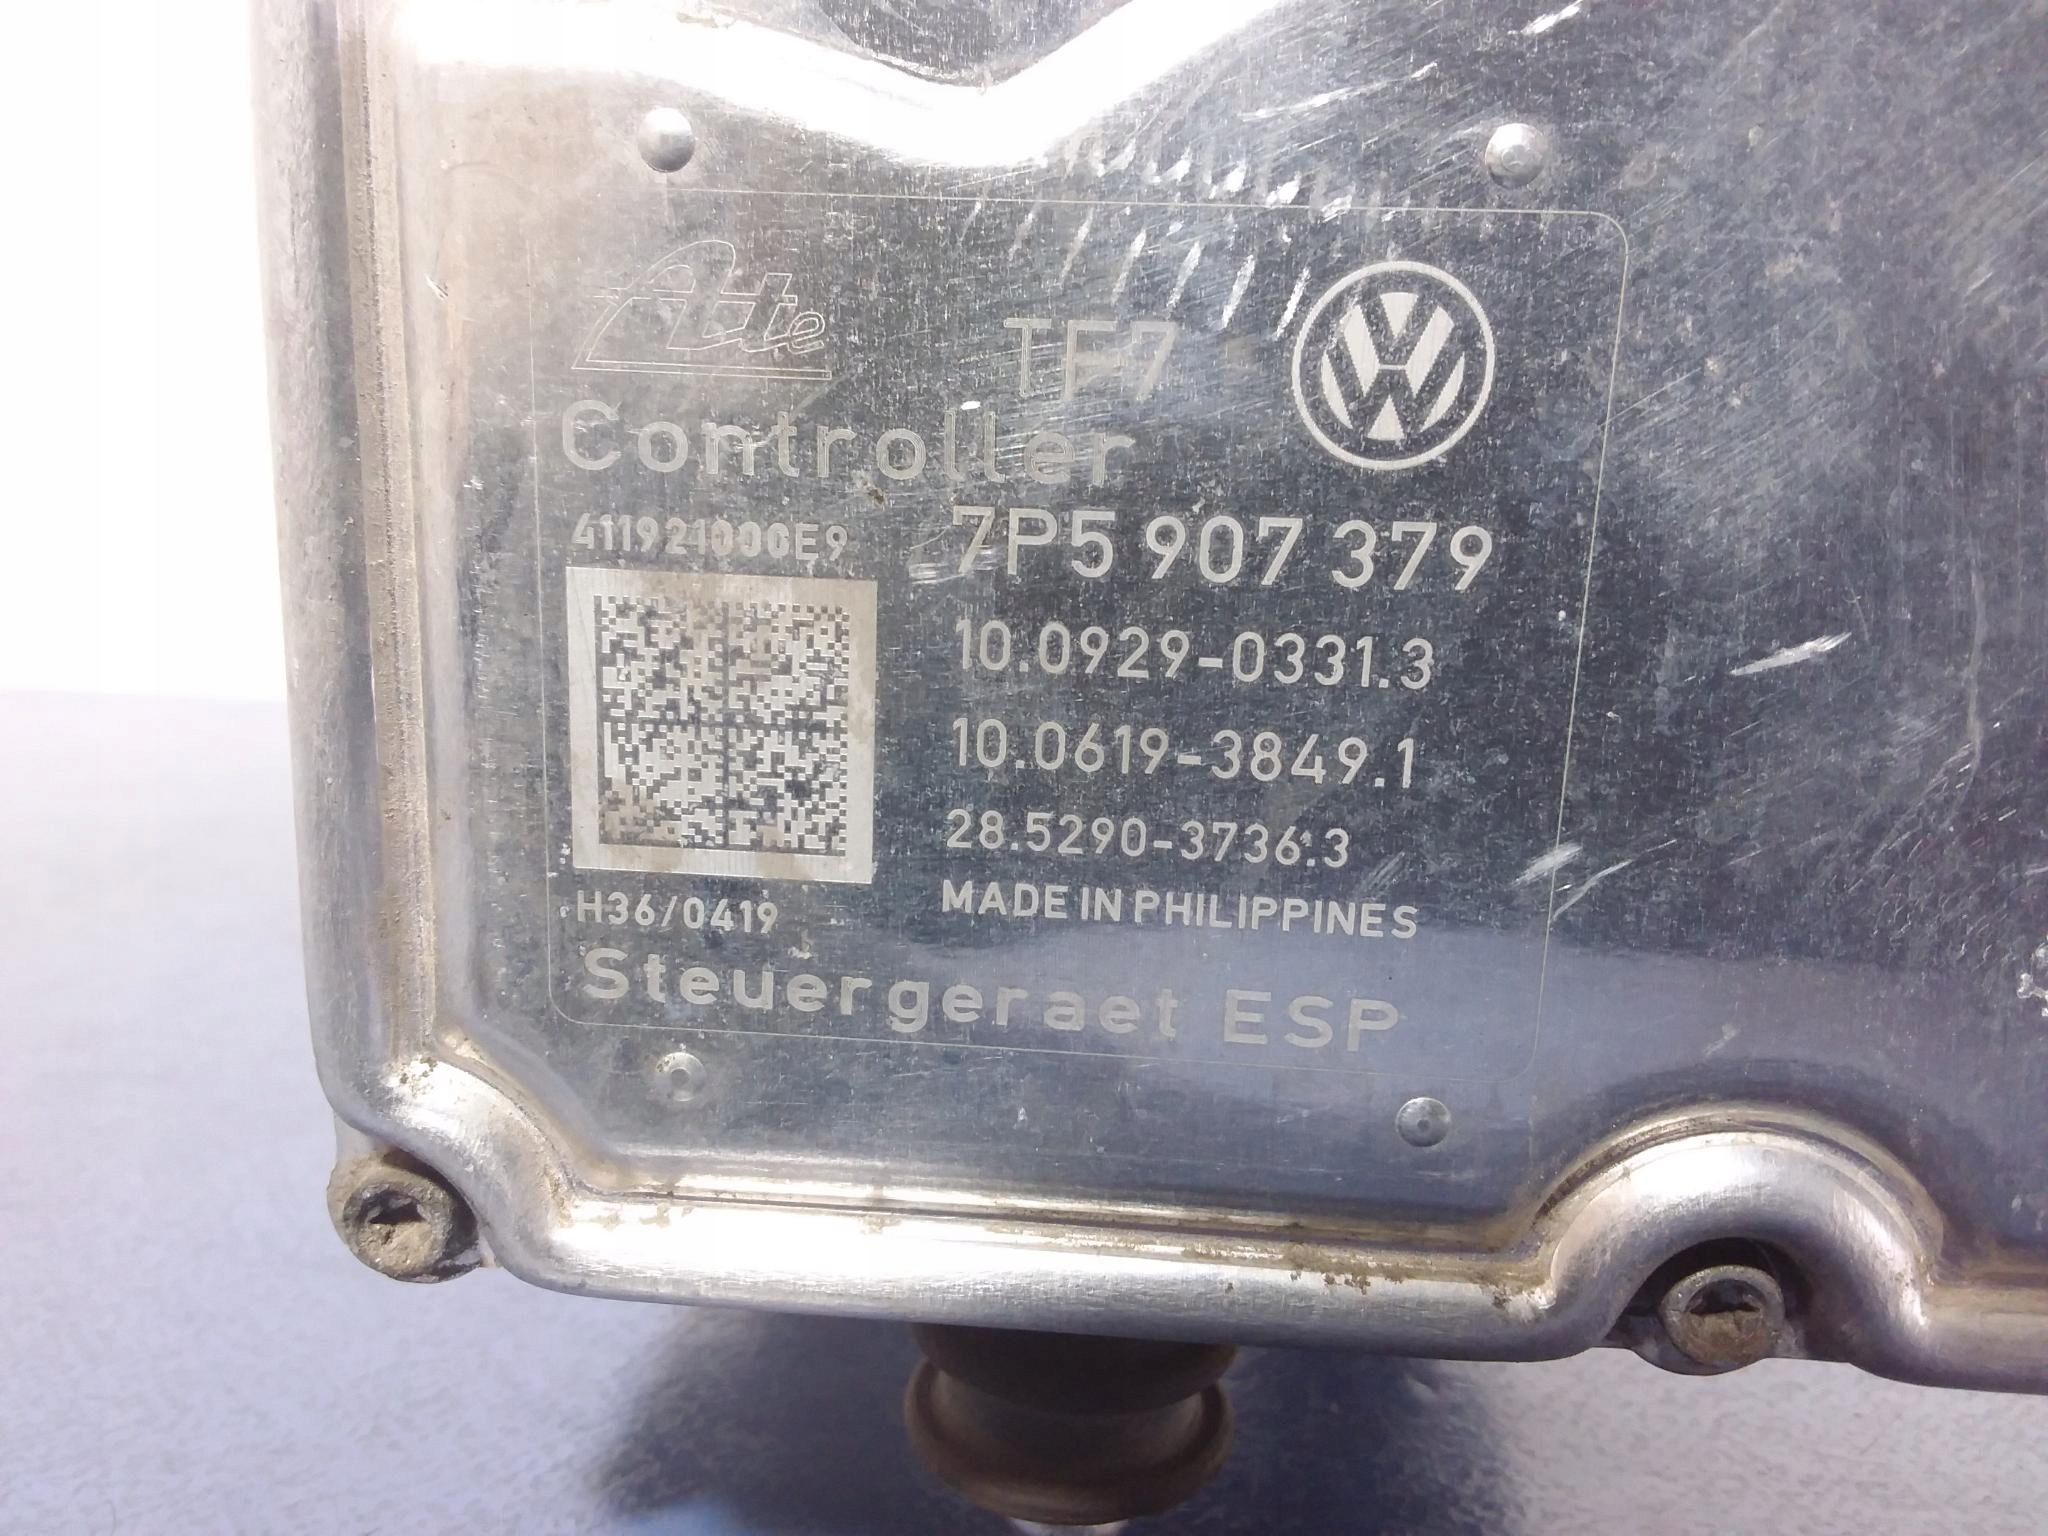 Ate
TF7
Controller
411921000GE9
7P5 907 379
10.0929-0331.3
10.0619-3849.1
28.5290-3736.3
MADE IN PHILIPPINES
H36/0419
Steuergeraet ESP